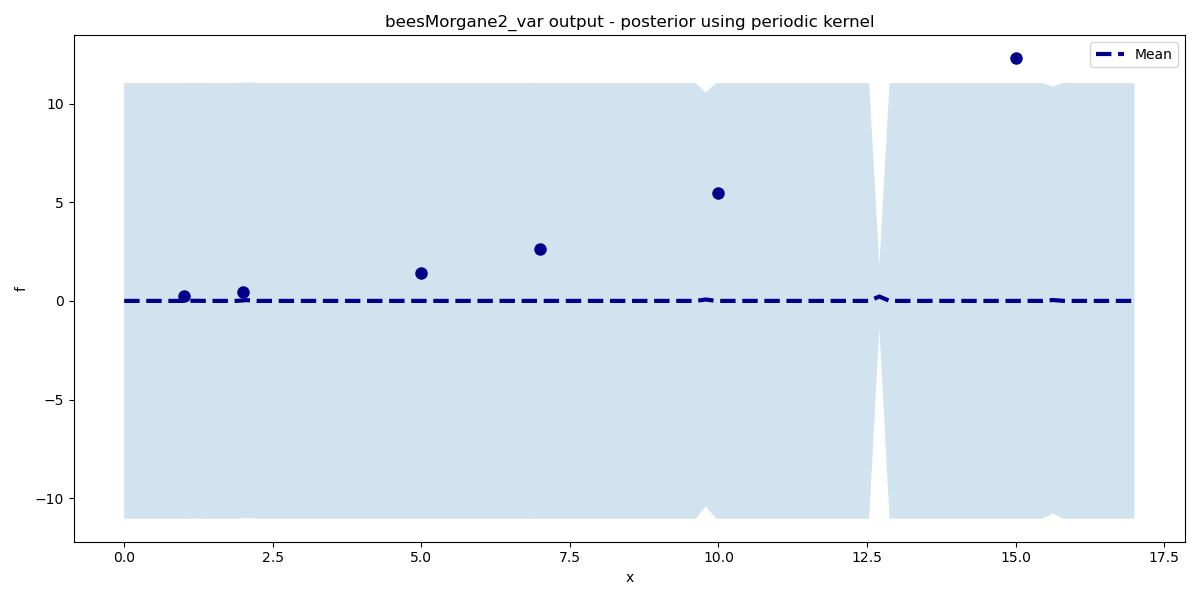 beesMorgane2_var output - posterior using periodic kernel
Mean
f
10
5
0
−5
−10
0.0 2.5 5.0 7.5 10.0 12.5 15.0 17.5
x